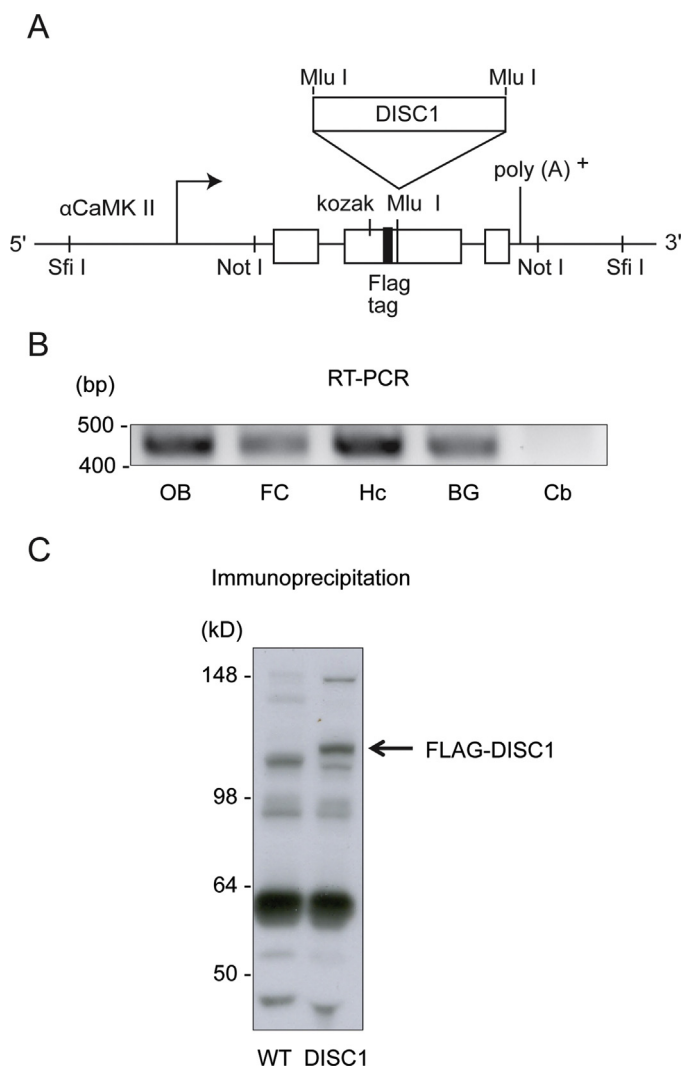 A
Mlu I Mlu I
DISC1
poly (A) +
αCaMK II kozak Mlu I
5' 3'
Sfi I Not I Flag Not I Sfi I
tag
B
(bp) RT-PCR
500 -
400 -
OB FC Hc BG Cb
C
Immunoprecipitation
(kD)
148 -
FLAG-DISC1
98 -
64 -
50 -
WT DISC1